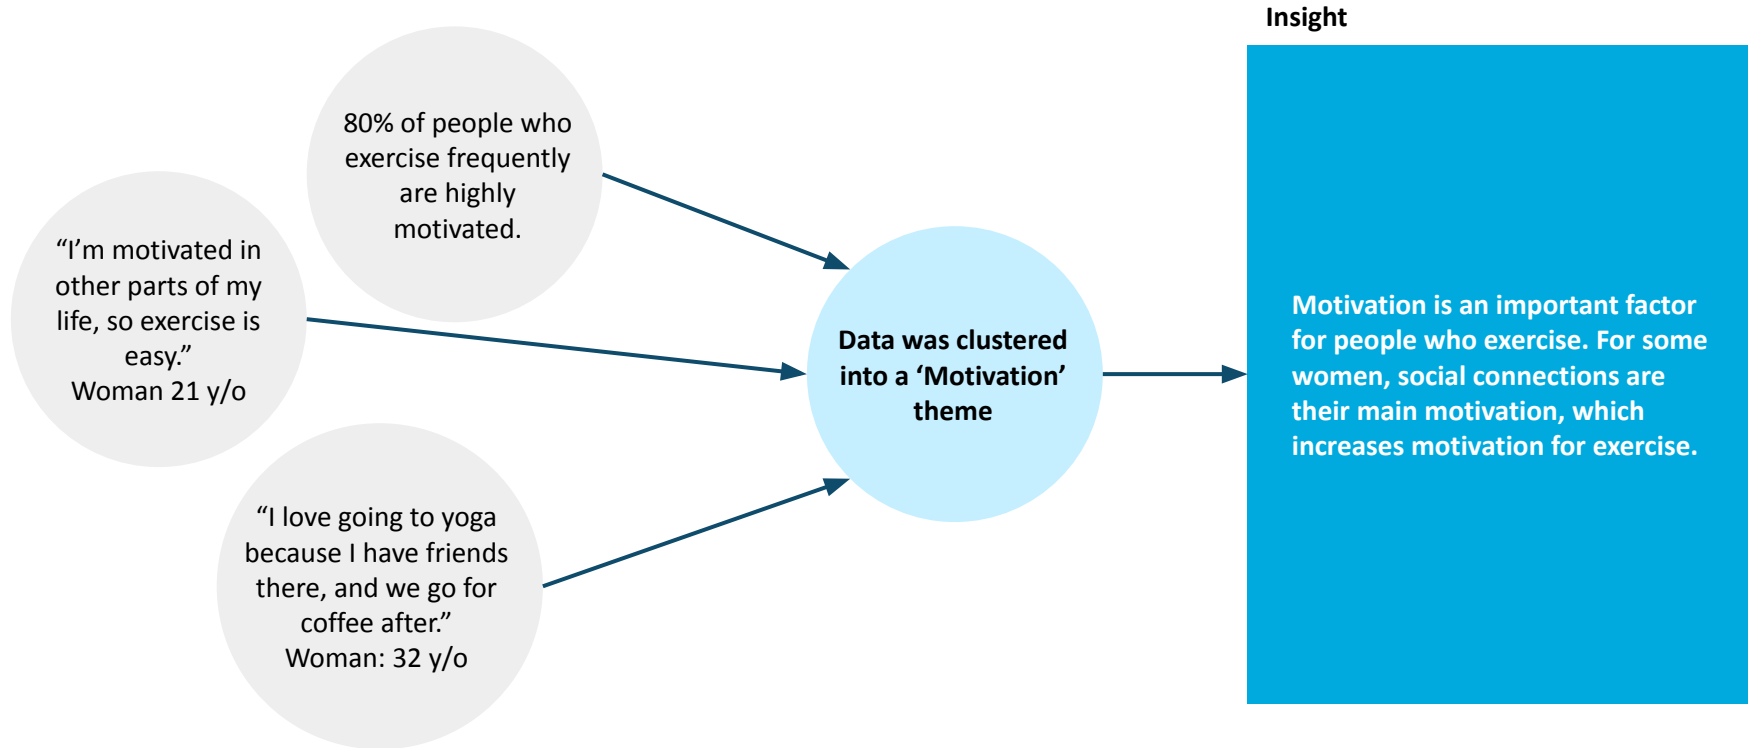 Insight
80% of people who
exercise frequently
are highly
motivated.
“I’m motivated in
other parts of my
life, so exercise is
easy.”
Woman 21 y/o
“I love going to yoga
because I have friends
there, and we go for
coffee after.”
Woman: 32 y/o
Data was clustered
into a ‘Motivation’
theme
Motivation is an important factor
for people who exercise. For some
women, social connections are
their main motivation, which
increases motivation for exercise.